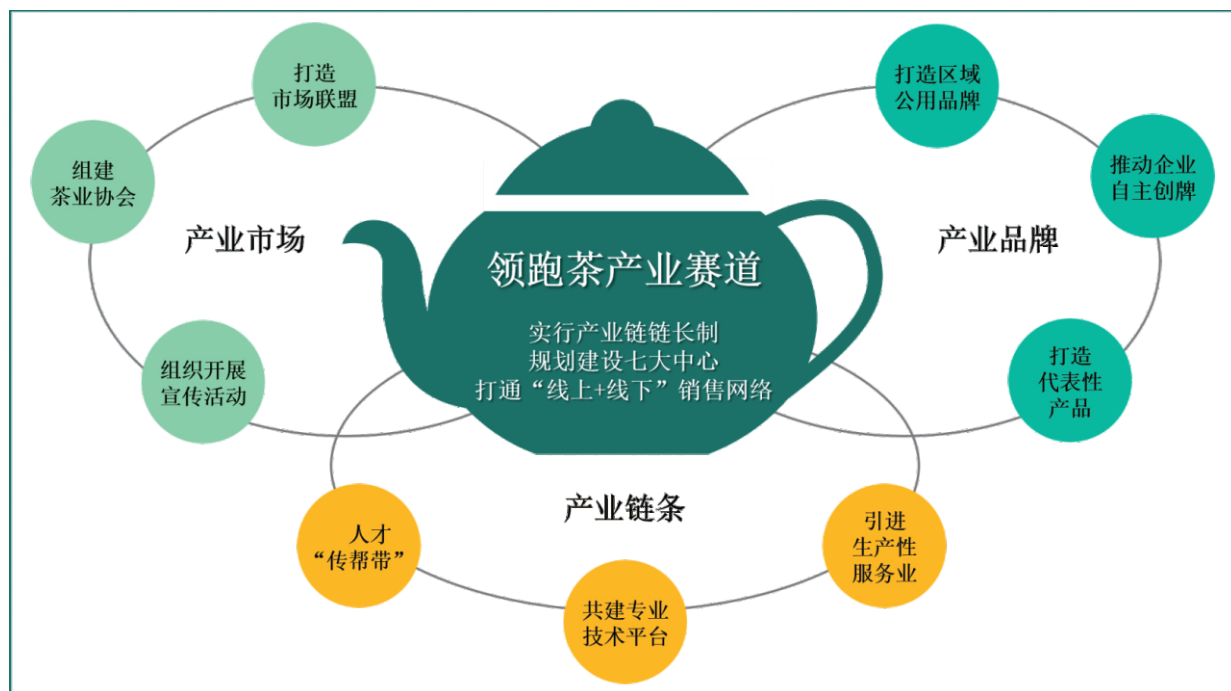 打造
市场联盟
组建
茶业协会
产业市场
组织开展
宣传活动
领跑茶产业赛道
实行产业链链长制
规划建设七大中心
打通“线上+线下”销售网络
打造区域
公用品牌
推动企业
自主创牌
产业品牌
打造
代表性
产品
产业链条
人才
“传帮带”
共建专业
技术平台
引进
生产性
服务业